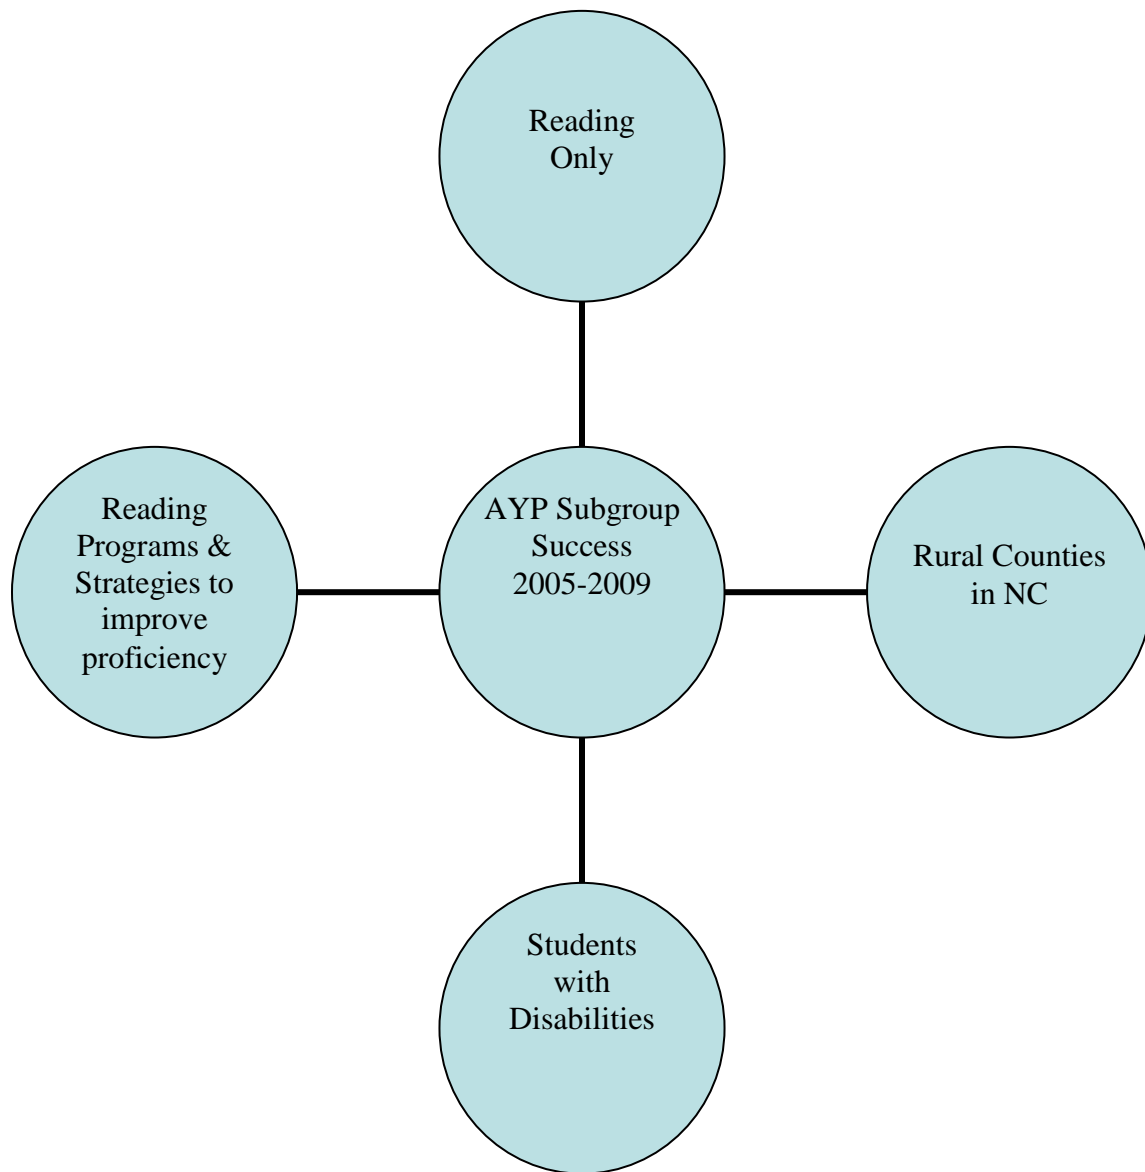 Reading
Only
Reading
Programs &
Strategies to
improve
proficiency
AYP Subgroup
Success
2005-2009
Rural Counties
in NC
Students
with
Disabilities